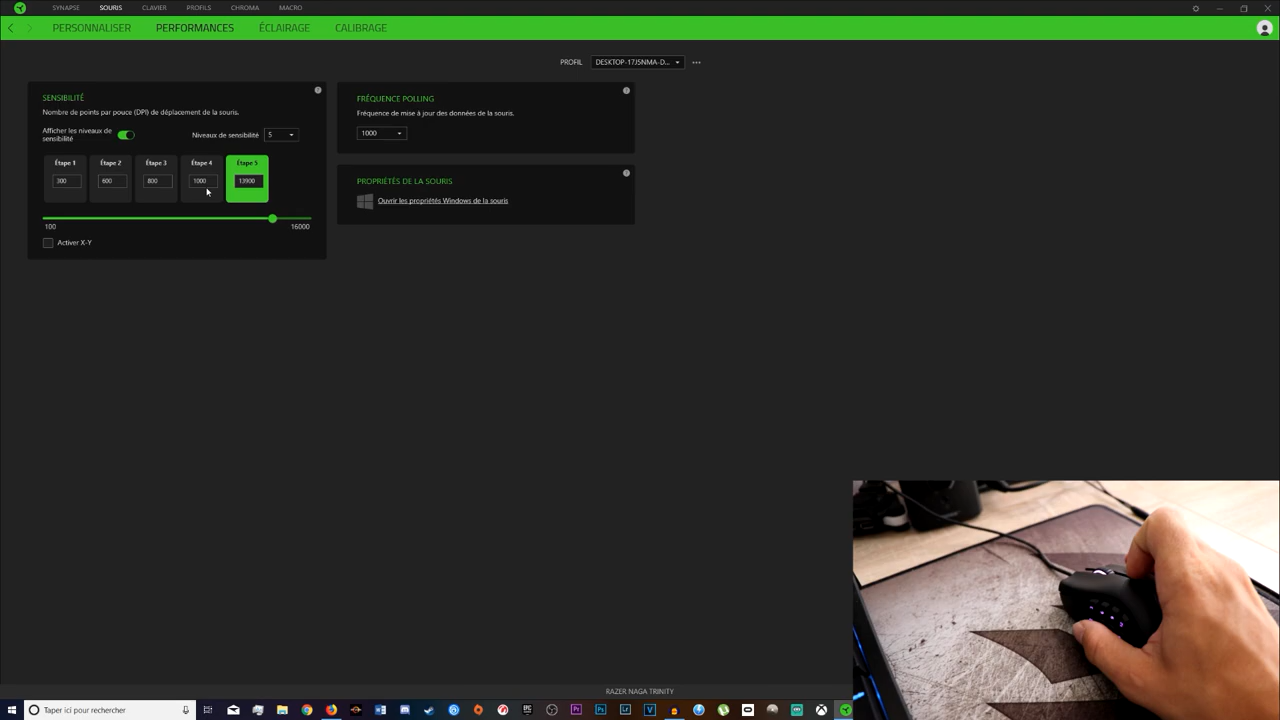 SYNAPSE SOURIS CLAVIER PROFILS CHROMA MACRO
PERSONNALISER PERFORMANCES ÉCLAIRAGE CALIBRAGE
PROFIL DESKTOP-17J5NMA-D... 
SENSIBILITÉ
Nombre de points par pouce (DPI) de déplacement de la souris.
Afficher les niveaux de
sensibilité
Niveaux de sensibilité 5
Étape 1 Étape 2 Étape 3 Étape 4 Étape 5
300 600 800 1000 13900
100 16000
Activer X-Y
FRÉQUENCE POLLING
Fréquence de mise à jour des données de la souris.
1000
PROPRIÉTÉS DE LA SOURIS
Ouvrir les propriétés Windows de la souris
RAZER NAGA TRINITY
Taper ici pour rechercher